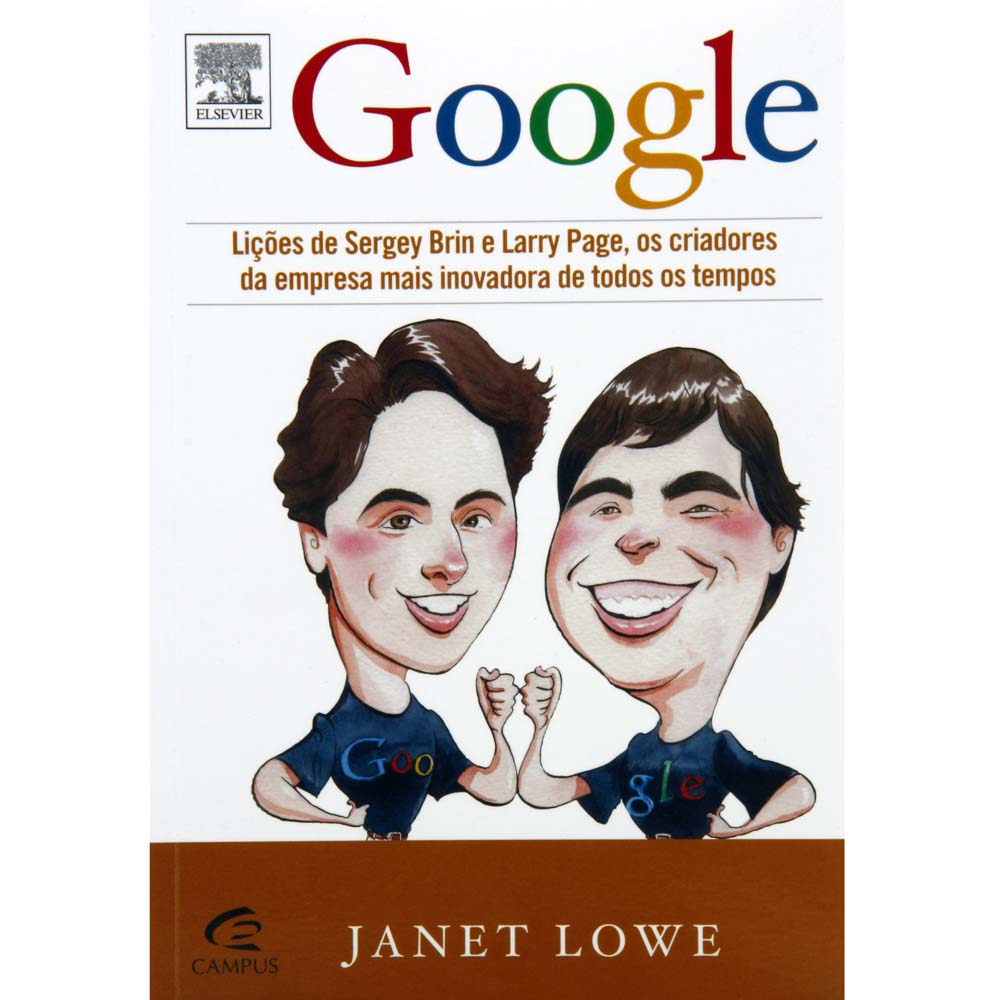 ELSEVIER
Google
Lições de Sergey Brin e Larry Page, os criadores
da empresa mais inovadora de todos os tempos
Goo
gle
CAMPUS
JANET LOWE